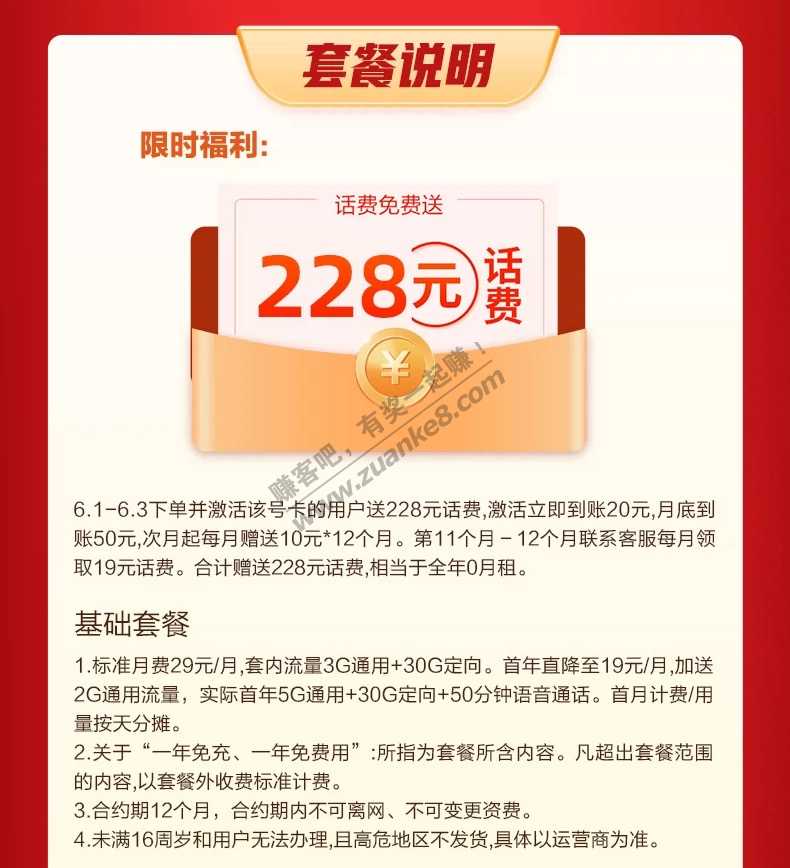 套餐说明
限时福利:
话费免费送
228元话费
¥
赚客吧,有奖一起赚!
www.zuanke8.com
6.1-6.3下单并激活该号卡的用户送228元话费,激活立即到账20元,月底到
账50元,次月起每月赠送10元*12个月。第11个月-12个月联系客服每月领
取19元话费。合计赠送228元话费,相当于全年0月租。
基础套餐
1.标准月费29元/月,套内流量3G通用+30G定向。首年直降至19元/月,加送
2G通用流量，实际首年5G通用+30G定向+50分钟语音通话。首月计费/用
量按天分摊。
2.关于“一年免充、一年免费用”:所指为套餐所含内容。凡超出套餐范围
的内容,以套餐外收费标准计费。
3.合约期12个月，合约期内不可离网、不可变更资费。
4.未满16周岁和用户无法办理,且高危地区不发货,具体以运营商为准。